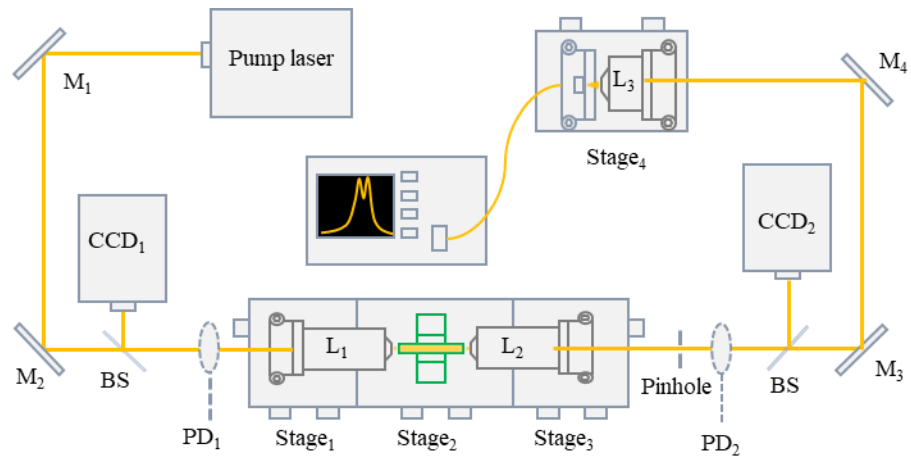 Pump laser
M₁
L₃
M₄
Stage₄
CCD₁
CCD₂
L₁
L₂
M₂
BS
Pinhole
BS
M₃
PD₁
Stage₁
Stage₂
Stage₃
PD₂